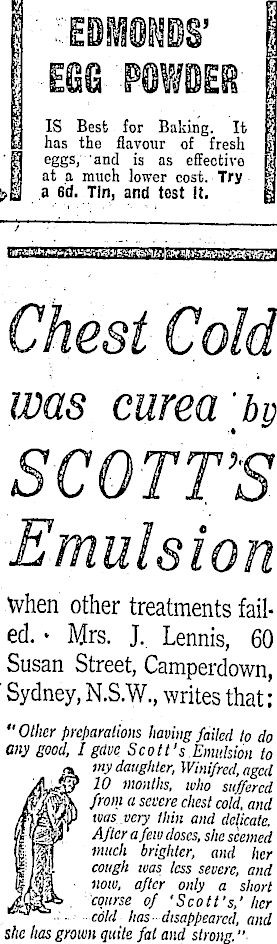 EDMONDS'
EGG POWDER
IS Best for Baking. It
has the flavour of fresh
eggs, and is as effective
at a much lower cost. Try
a 6d. Tin, and test it.
Chest Cold
was cured by
SCOTT'S
Emulsion
when other treatments fail-
ed. Mrs. J. Lennis, 60
Susan Street, Camperdown,
Sydney, N.S.W., writes that:
"Other preparations having failed to do
any good, I gave Scott's Emulsion to
my daughter, Winifred, aged
10 months, who suffered
from a severe chest cold, and
was very thin and delicate.
After a few doses, she seemed
much brighter, and her
cough was less severe, and
now, after only a short
course of 'Scott's,' her
cold has disappeared, and
she has grown quite fat and strong."